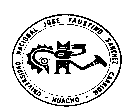 UNIVERSIDAD NACIONAL JOSE FAUSTINO SANCHEZ CARRION
HUACHO